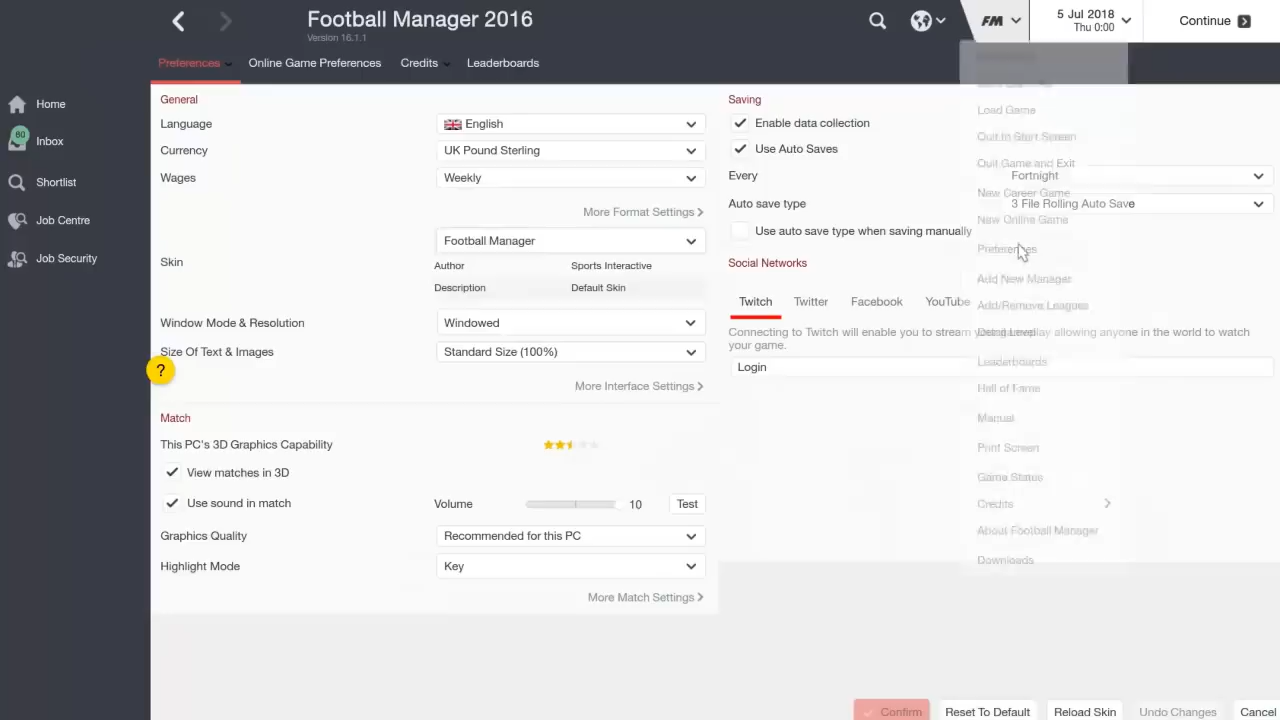 Football Manager 2016
Version 16.1.1
FM
5 Jul 2018
Thu 0:00
Continue
Preferences
Online Game Preferences
Credits
Leaderboards
Home
80
Inbox
Shortlist
Job Centre
Job Security
General
Language
English
Currency
UK Pound Sterling
Wages
Weekly
More Format Settings
Skin
Football Manager
Author
Sports Interactive
Description
Default Skin
Window Mode & Resolution
Windowed
Size Of Text & Images
Standard Size (100%)
?
More Interface Settings
Match
This PC's 3D Graphics Capability
View matches in 3D
Use sound in match
Volume
10
Test
Graphics Quality
Recommended for this PC
Highlight Mode
Key
More Match Settings
Saving
Enable data collection
Use Auto Saves
Every
Fortnight
Auto save type
3 File Rolling Auto Save
Use auto save type when saving manually
Social Networks
Twitch
Twitter
Facebook
YouTube
Connecting to Twitch will enable you to stream your gameplay allowing anyone in the world to watch
your game.
Login
Load Game
Quit to Start Screen
Quit Game and Exit
New Career Game
New Online Game
Preferences
Add New Manager
Add/Remove Leagues
Detail Level
Leaderboards
Hall of Fame
Manual
Print Screen
Game Status
Credits
About Football Manager
Downloads
Confirm
Reset To Default
Reload Skin
Undo Changes
Cancel